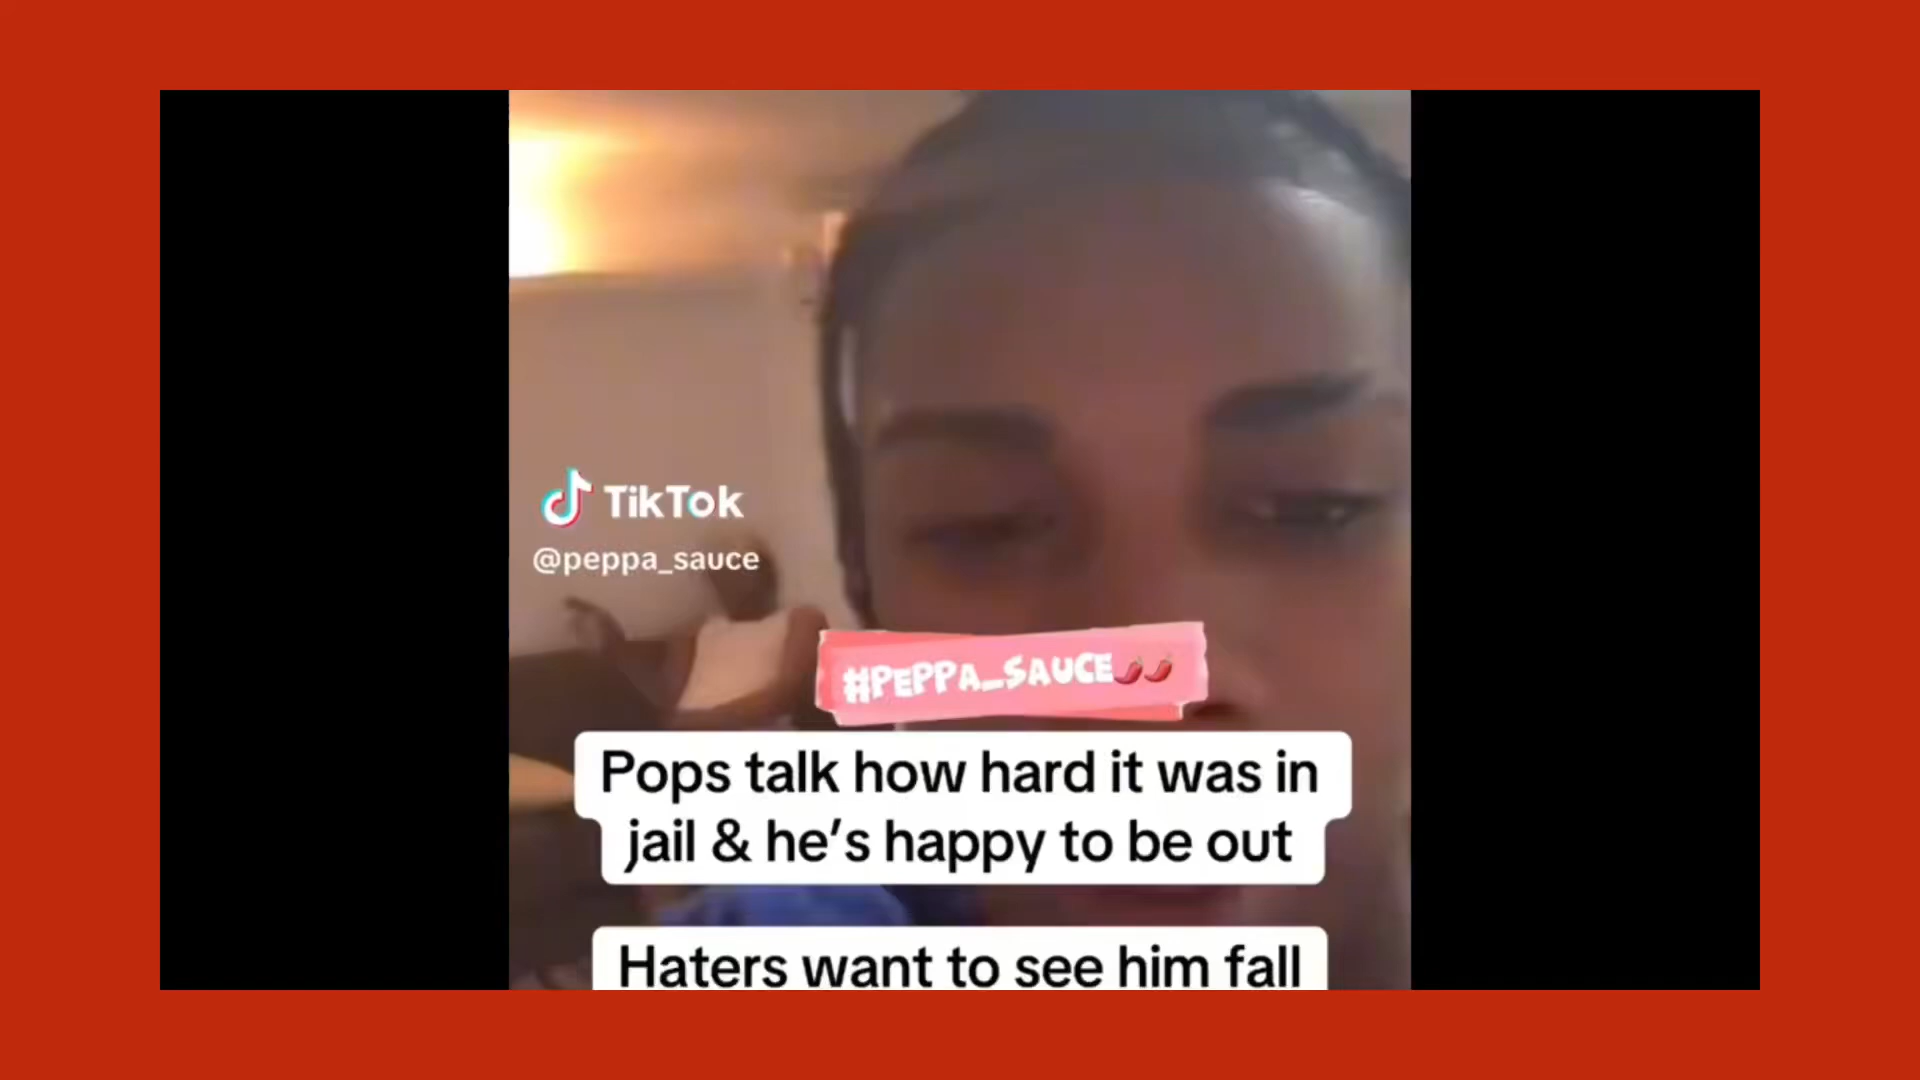 TikTok
@peppa_sauce
#PEPPA_SAUCE🌶🌶
Pops talk how hard it was in
jail & he’s happy to be out
Haters want to see him fall